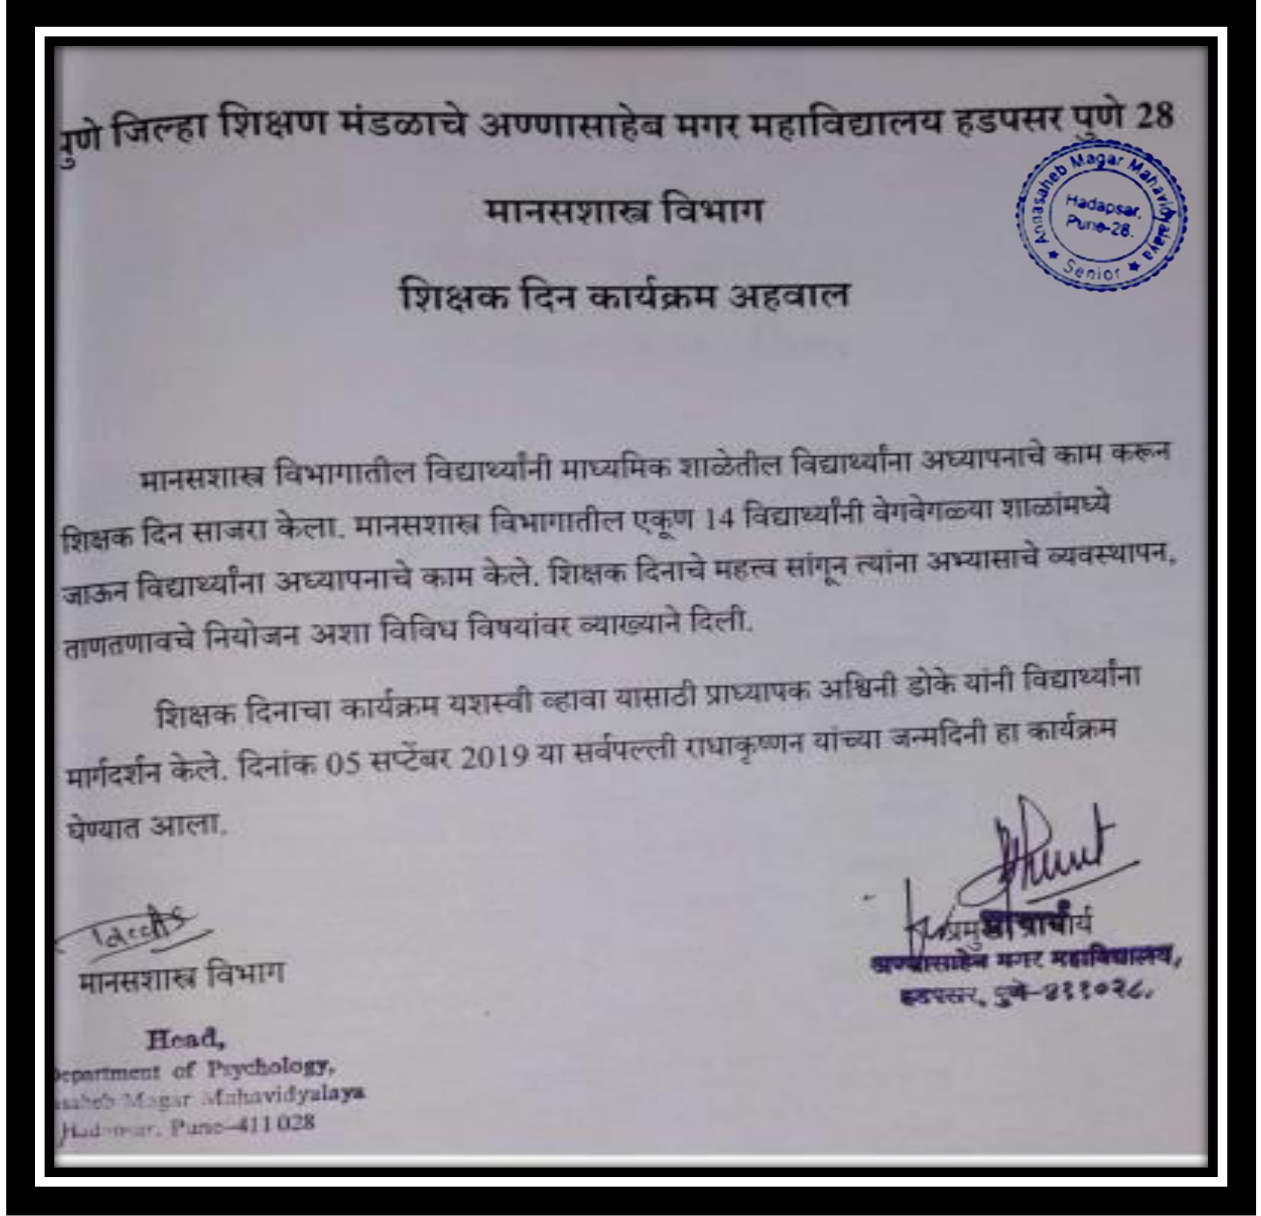 पुणे जिल्हा शिक्षण मंडळाचे अण्णासाहेब मगर महाविद्यालय हडपसर पुणे 28
Annasaheb Magar Mahavidyalaya
Hadapsar,
Pune-28.
Senior
मानसशास्त्र विभाग
शिक्षक दिन कार्यक्रम अहवाल
मानसशास्त्र विभागातील विद्यार्थ्यांनी माध्यमिक शाळेतील विद्यार्थ्यांना अध्यापनाचे काम करून
शिक्षक दिन साजरा केला. मानसशास्त्र विभागातील एकूण 14 विद्यार्थ्यांनी वेगवेगळ्या शाळांमध्ये
जाऊन विद्यार्थ्यांना अध्यापनाचे काम केले. शिक्षक दिनाचे महत्त्व सांगून त्यांना अभ्यासाचे व्यवस्थापन,
ताणतणावचे नियोजन अशा विविध विषयांवर व्याख्याने दिली.
शिक्षक दिनाचा कार्यक्रम यशस्वी व्हावा यासाठी प्राध्यापक अश्विनी डोके यांनी विद्यार्थ्यांना
मार्गदर्शन केले. दिनांक 05 सप्टेंबर 2019 या सर्वपल्ली राधाकृष्णन यांच्या जन्मदिनी हा कार्यक्रम
घेण्यात आला.
मानसशास्त्र विभाग
Head,
Department of Psychology,
Magar Mahavidyalaya
Hadapsar, Pune-411028
अण्णासाहेब मगर महाविद्यालय,
हडपसर, पुणे-४११०२८.